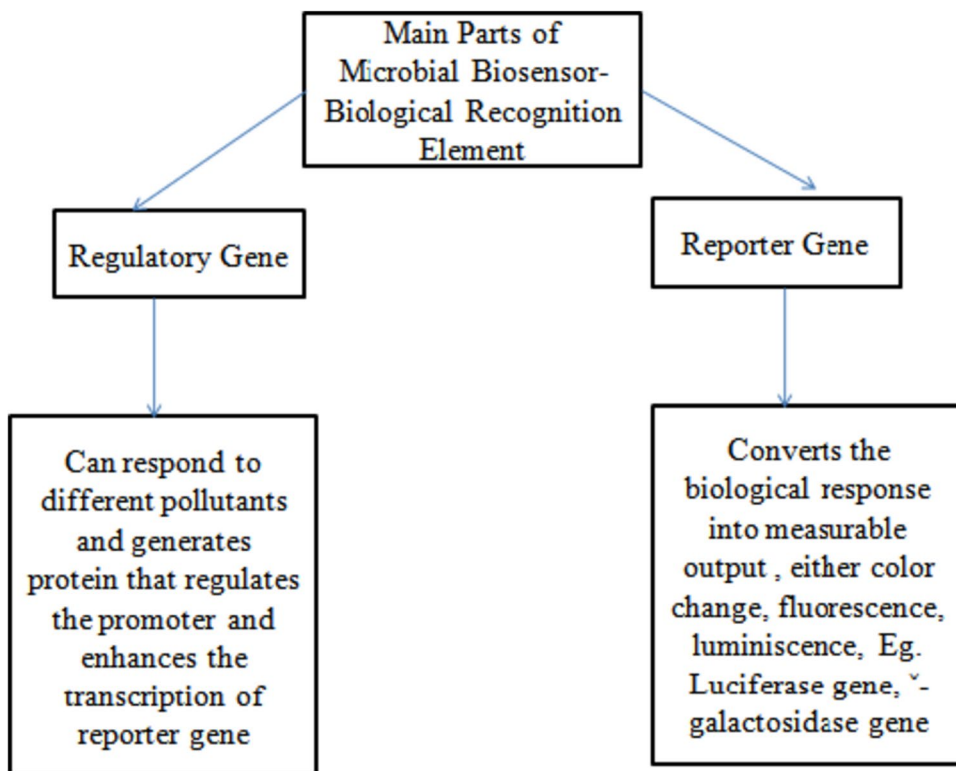 Main Parts of
Microbial Biosensor-
Biological Recognition
Element
Regulatory Gene
Reporter Gene
Can respond to
different pollutants
and generates
protein that regulates
the promoter and
enhances the
transcription of
reporter gene
Converts the
biological response
into measurable
output , either color
change, fluorescence,
luminiscence, Eg.
Luciferase gene, ˇ-
galactosidase gene